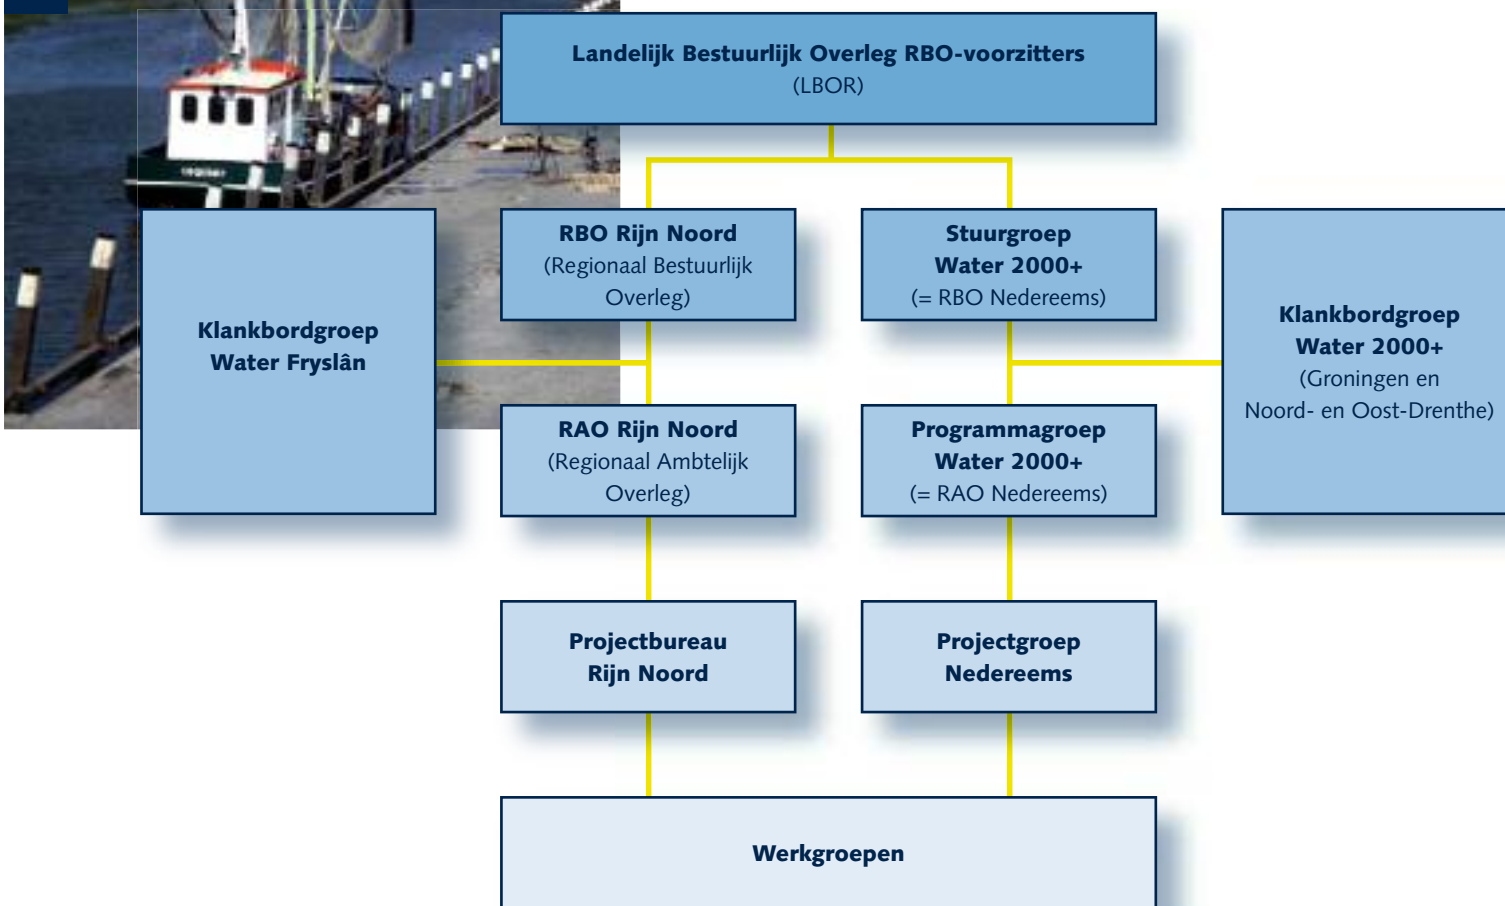 Landelijk Bestuurlijk Overleg RBO-voorzitters
(LBOR)
RBO Rijn Noord
(Regionaal Bestuurlijk
Overleg)
Stuurgroep
Water 2000+
(= RBO Nedereems)
Klankbordgroep
Water Fryslân
Klankbordgroep
Water 2000+
(Groningen en
Noord- en Oost-Drenthe)
RAO Rijn Noord
(Regionaal Ambtelijk
Overleg)
Programmagroep
Water 2000+
(= RAO Nedereems)
Projectbureau
Rijn Noord
Projectgroep
Nedereems
Werkgroepen